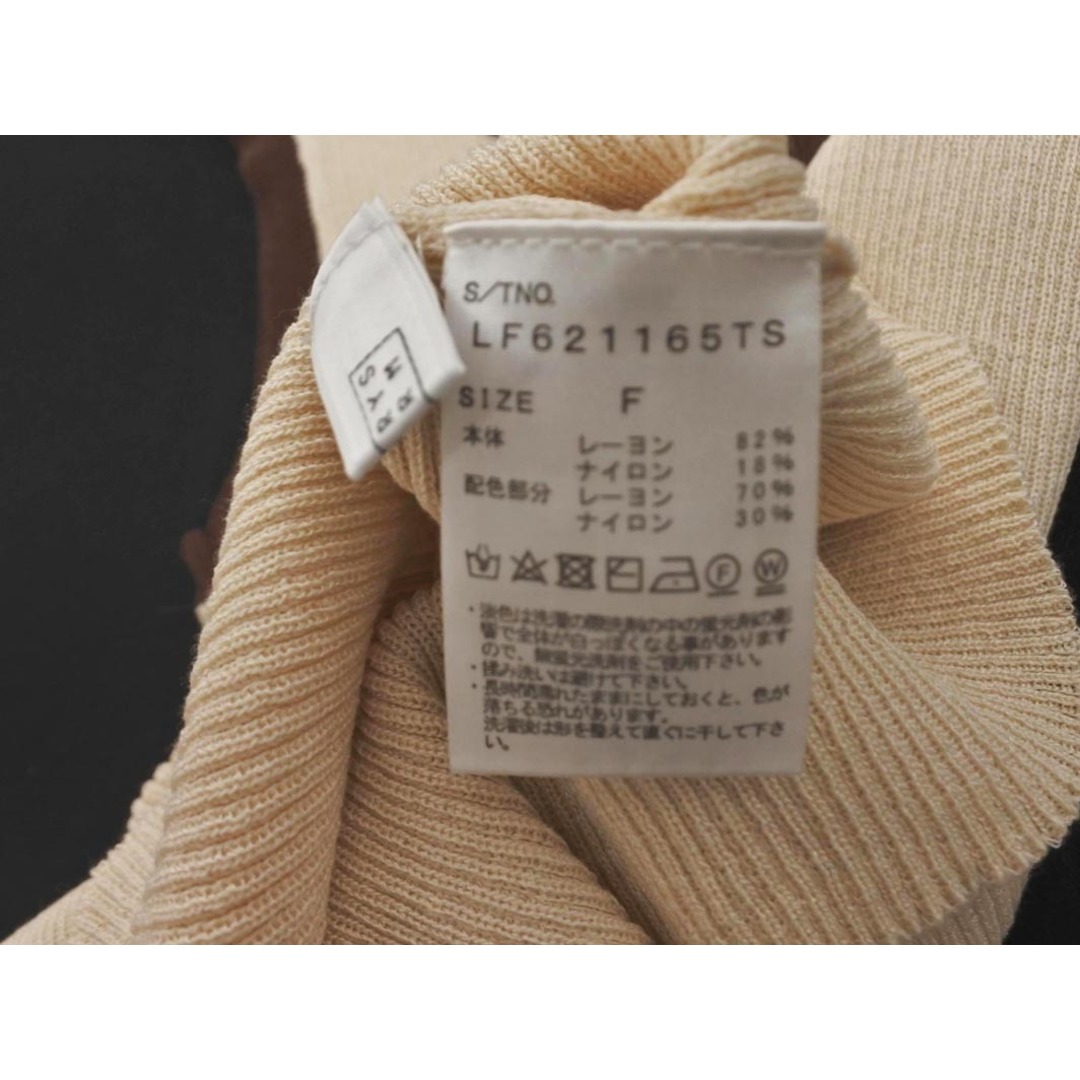 S/TNO.
LF621165TS
SIZE F
本体 レーヨン 82%
ナイロン 18%
配色部分 レーヨン 70%
ナイロン 30%
F W
・淡色は洗濯の際洗剤の中の蛍光剤の影
響で全体が白っぽくなる事があります
ので、無蛍光洗剤をご使用下さい。
・揉み洗いは避けて下さい。
・長時間濡れたままにしておくと、色が
落ちる恐れがあります。
洗濯後は形を整えて直ぐに干して下さ
い。